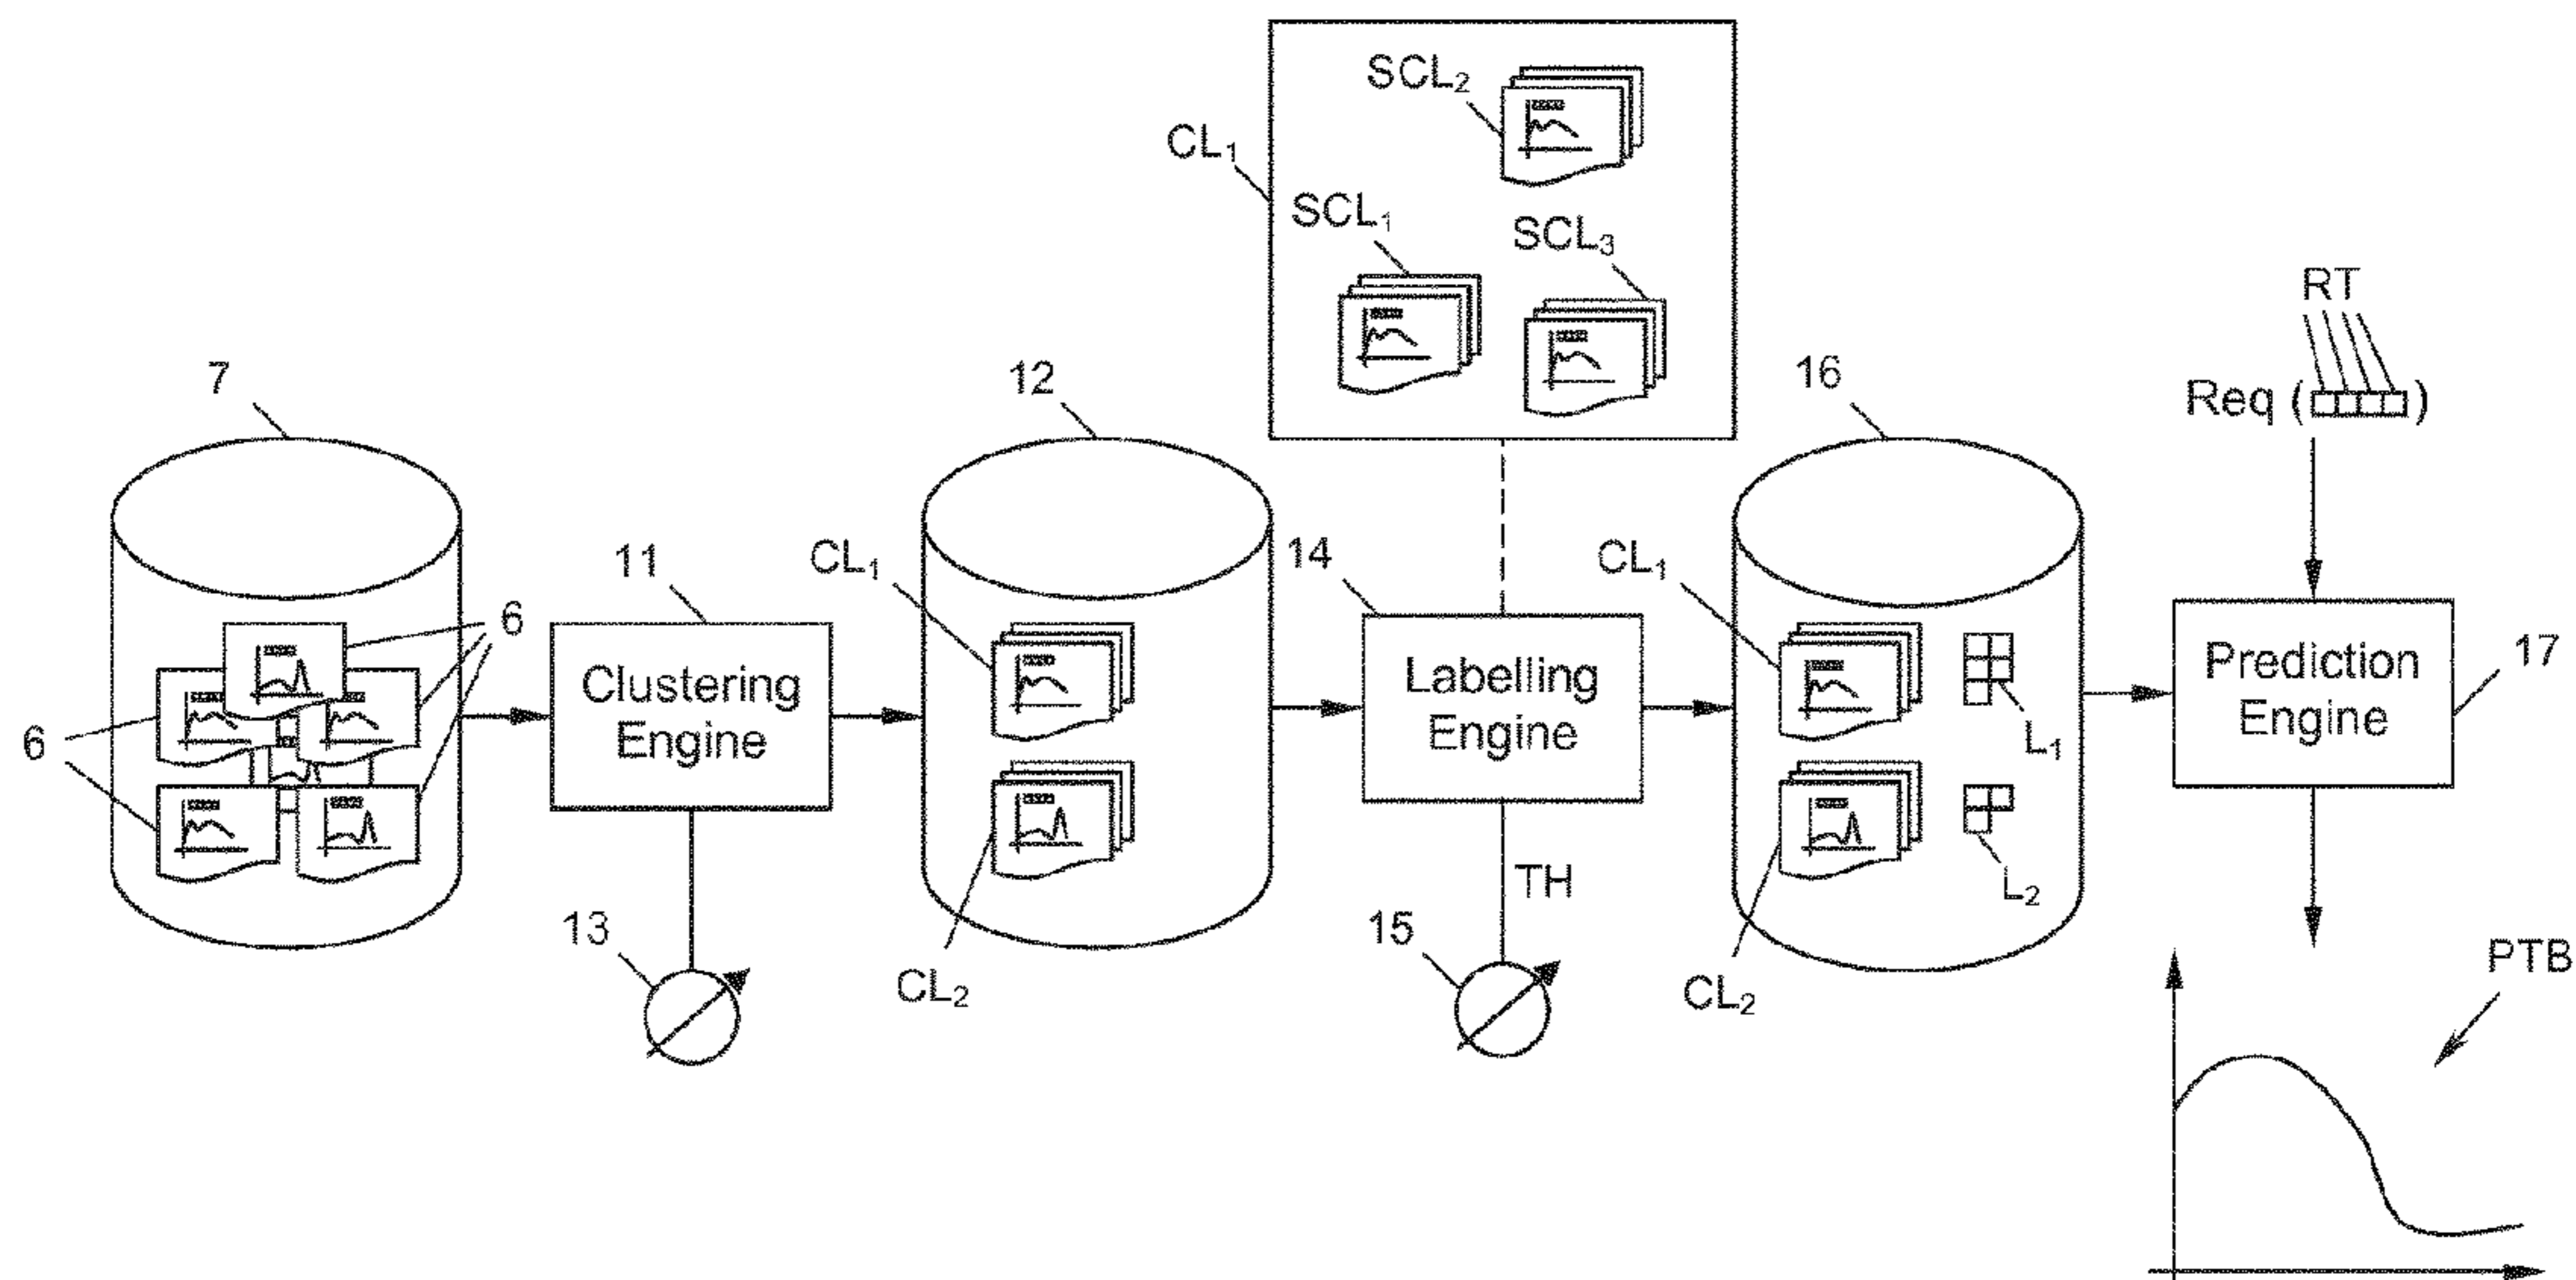 SCL2
CL1
SCL1
SCL3
RT
7
12
16
Req ( )
11
CL1
14
CL1
6
Clustering
Engine
Labelling
Engine
Prediction
Engine
17
6
L1
L2
TH
13
CL2
15
CL2
PTB